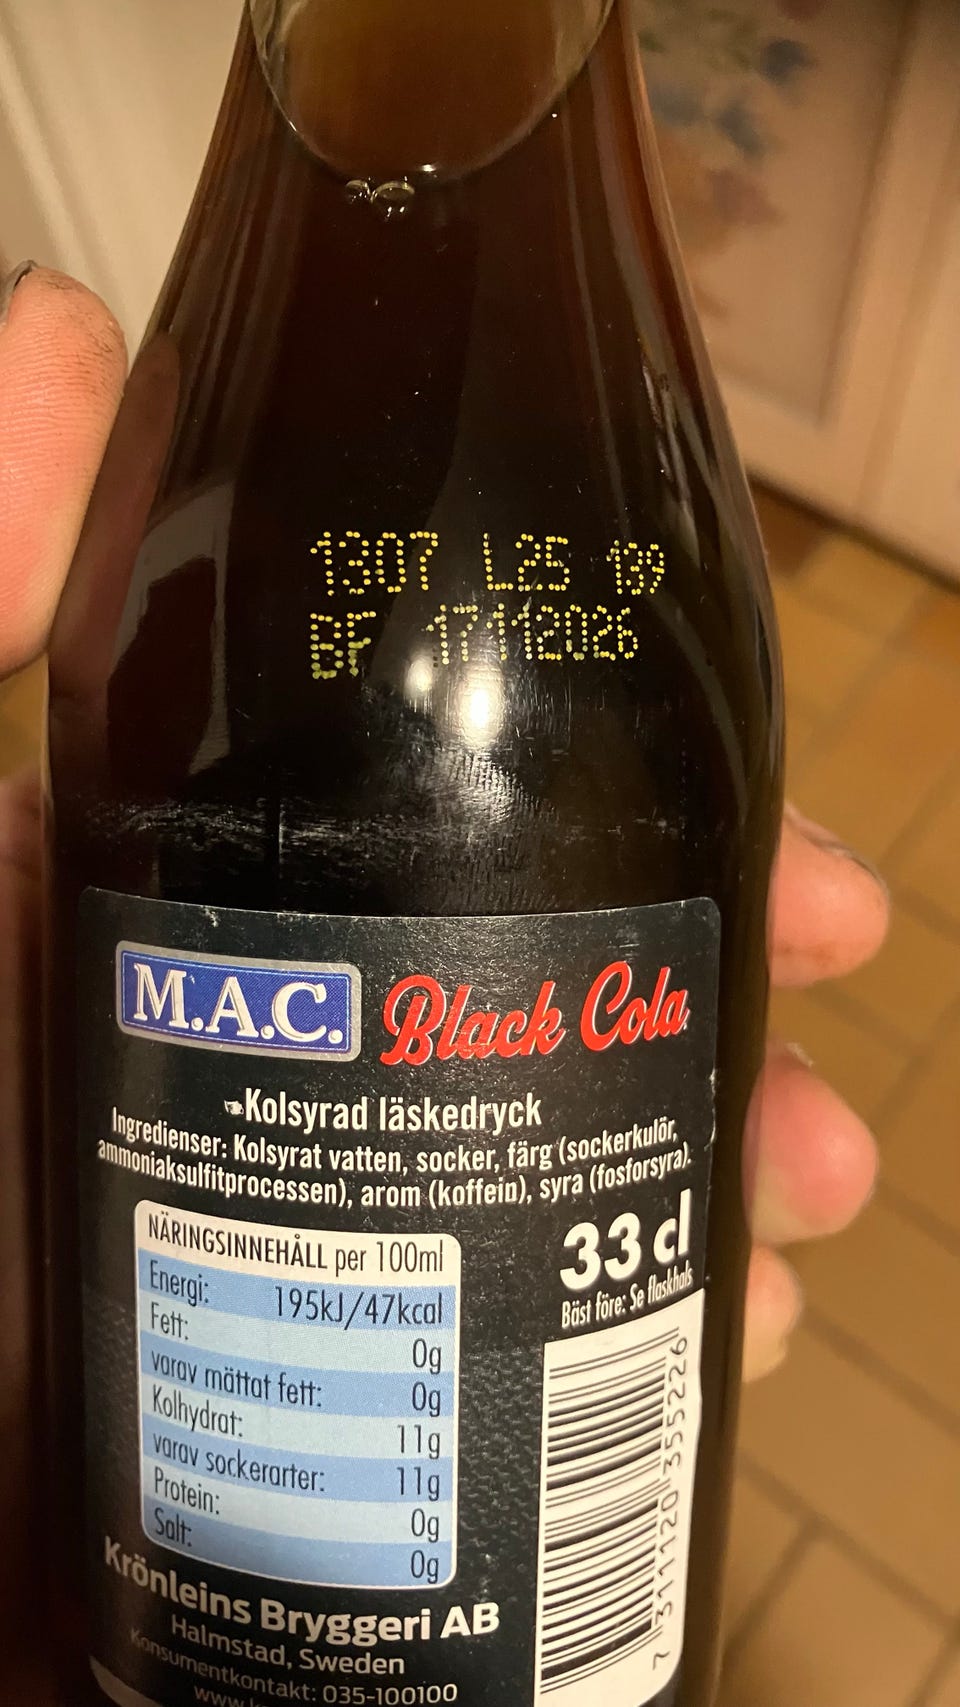 1307 L25 139
BF 17112026
M.A.C. Black Cola
Kolsyrad läskedryck
Ingredienser: Kolsyrat vatten, socker, färg (sockerkulör,
ammoniaksulfitprocessen), arom (koffein), syra (fosforsyra).
33 cl
Bäst före: Se flaskhals
NÄRINGSINNEHÅLL per 100ml
Energi: 195kJ/47kcal
Fett: 0g
varav mättat fett: 0g
Kolhydrat: 11g
varav sockerarter: 11g
Protein: 0g
Salt: 0g
7 311120 355226
Krönleins Bryggeri AB
Halmstad, Sweden
Konsumentkontakt: 035-100100